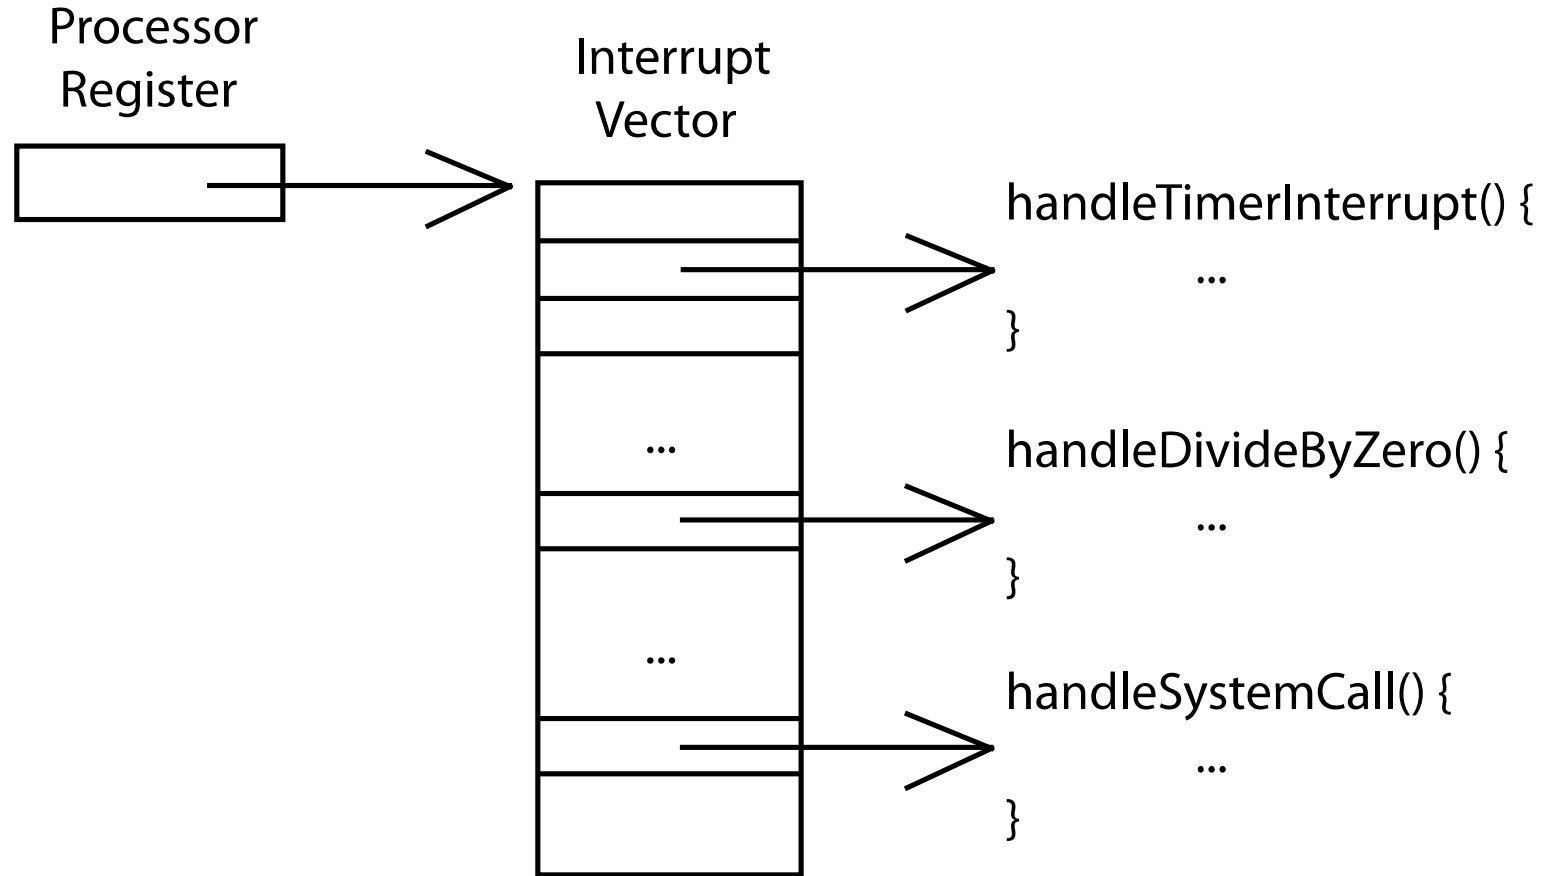 Processor
Register
Interrupt
Vector
handleTimerInterrupt() {
...
}
...
handleDivideByZero() {
...
}
...
handleSystemCall() {
...
}